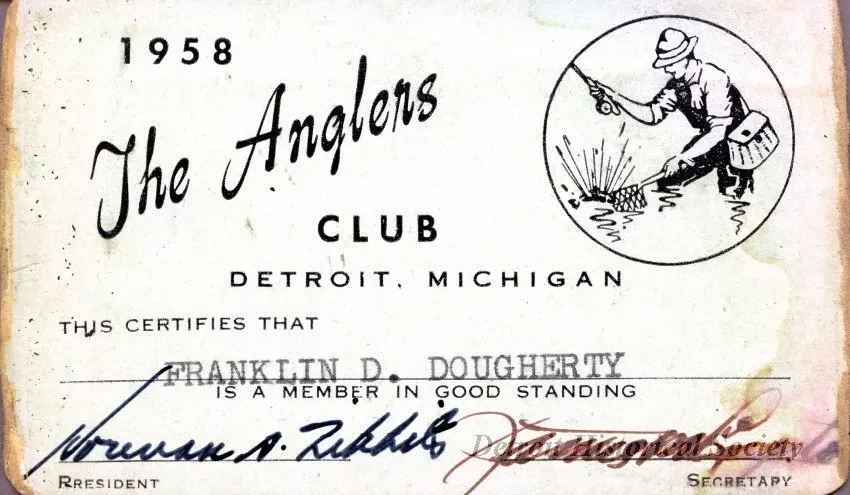 1958
The Anglers
CLUB
DETROIT, MICHIGAN
THIS CERTIFIES THAT
FRANKLIN D. DOUGHERTY
IS A MEMBER IN GOOD STANDING
Norman A.
Detroit Historical Society
RRESIDENT SECRETARY